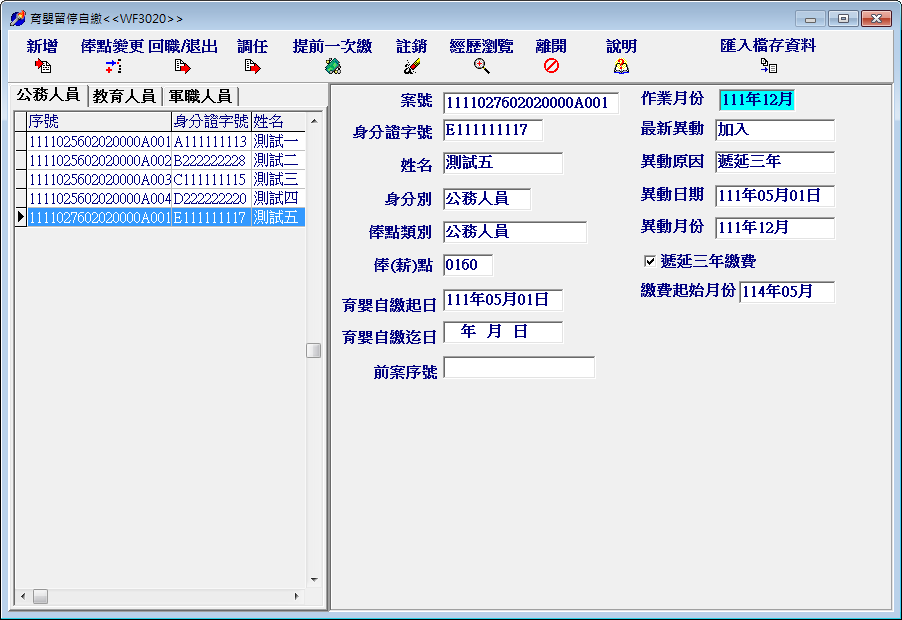 育嬰留停自繳<<WF3020>>
新增 俸點變更 回職/退出 調任 提前一次繳 註銷 經歷瀏覽 離開 說明 匯入檔存資料
公務人員 教育人員 軍職人員
序號 身分證字號 姓名
1111025602020000A001 A111111113 測試一
1111025602020000A002 B222222228 測試二
1111025602020000A003 C111111115 測試三
1111025602020000A004 D222222220 測試四
1111027602020000A001 E111111117 測試五
案號 1111027602020000A001
身分證字號 E111111117
姓名 測試五
身分別 公務人員
俸點類別 公務人員
俸(薪)點 0160
育嬰自繳起日 111年05月01日
育嬰自繳迄日 年 月 日
前案序號
作業月份 111年12月
最新異動 加入
異動原因 遞延三年
異動日期 111年05月01日
異動月份 111年12月
遞延三年繳費
繳費起始月份 114年05月